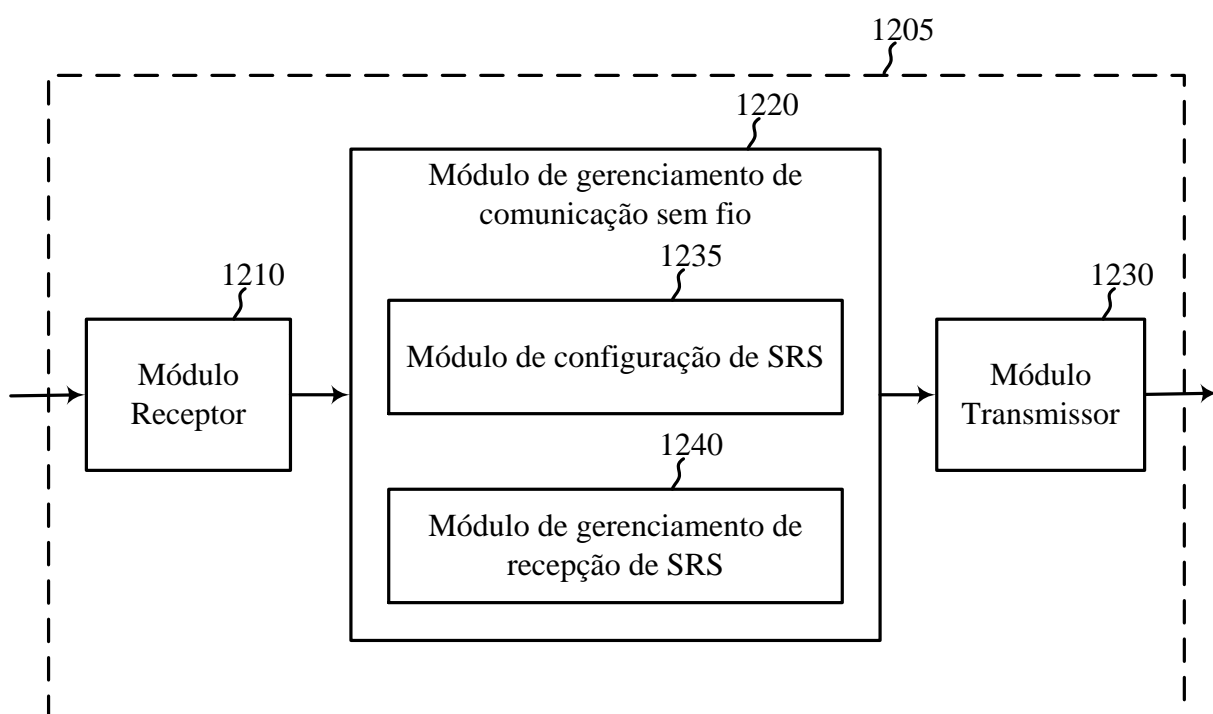 1205
1220
Módulo de gerenciamento de
comunicação sem fio
1235
1210
1230
Módulo de configuração de SRS
Módulo
Receptor
Módulo
Transmissor
1240
Módulo de gerenciamento de
recepção de SRS